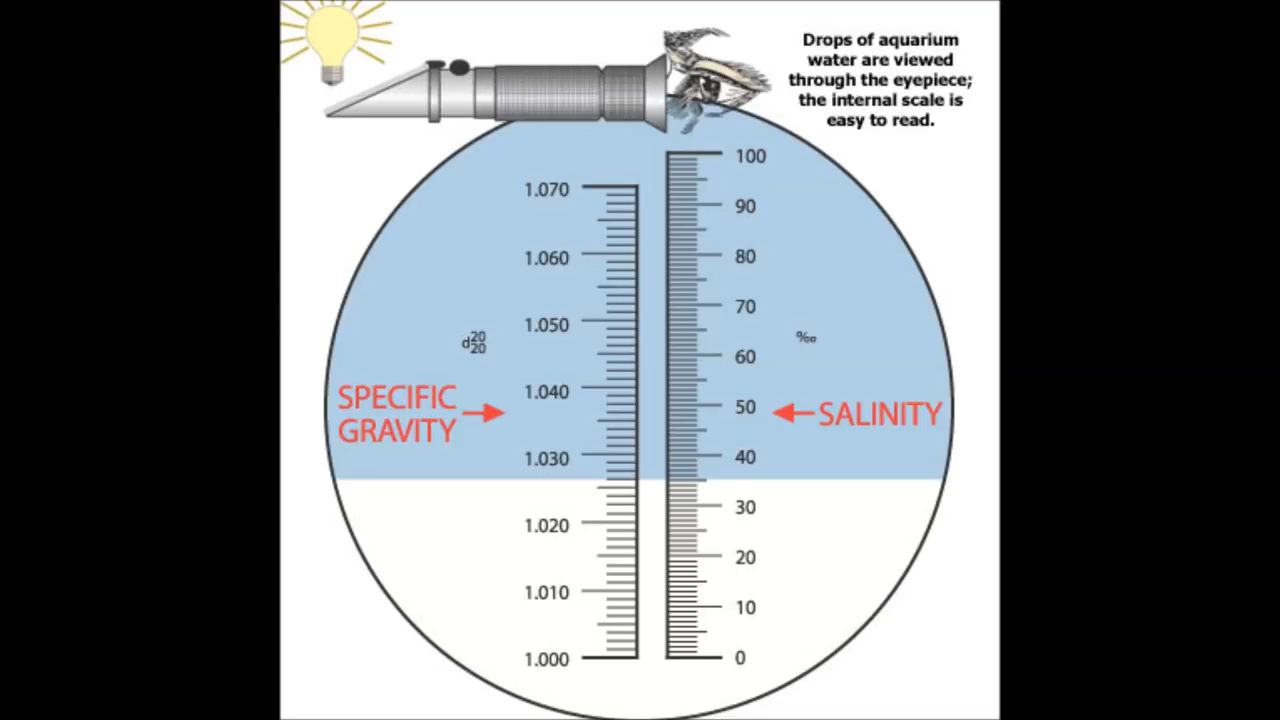 Drops of aquarium
water are viewed
through the eyepiece;
the internal scale is
easy to read.
1.070
1.060
1.050
1.040
1.030
1.020
1.010
1.000
d20/20
SPECIFIC
GRAVITY
100
90
80
70
60
50
40
30
20
10
0
‰
SALINITY